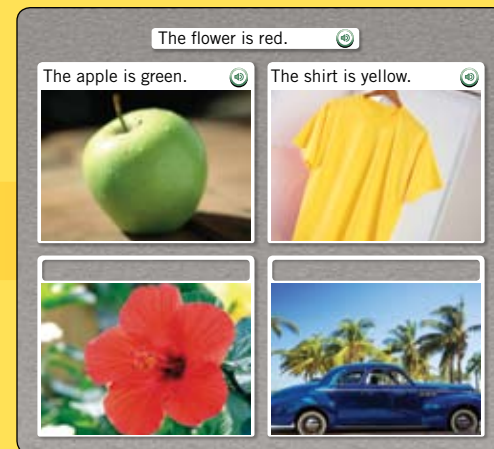 The flower is red.
The apple is green.
The shirt is yellow.